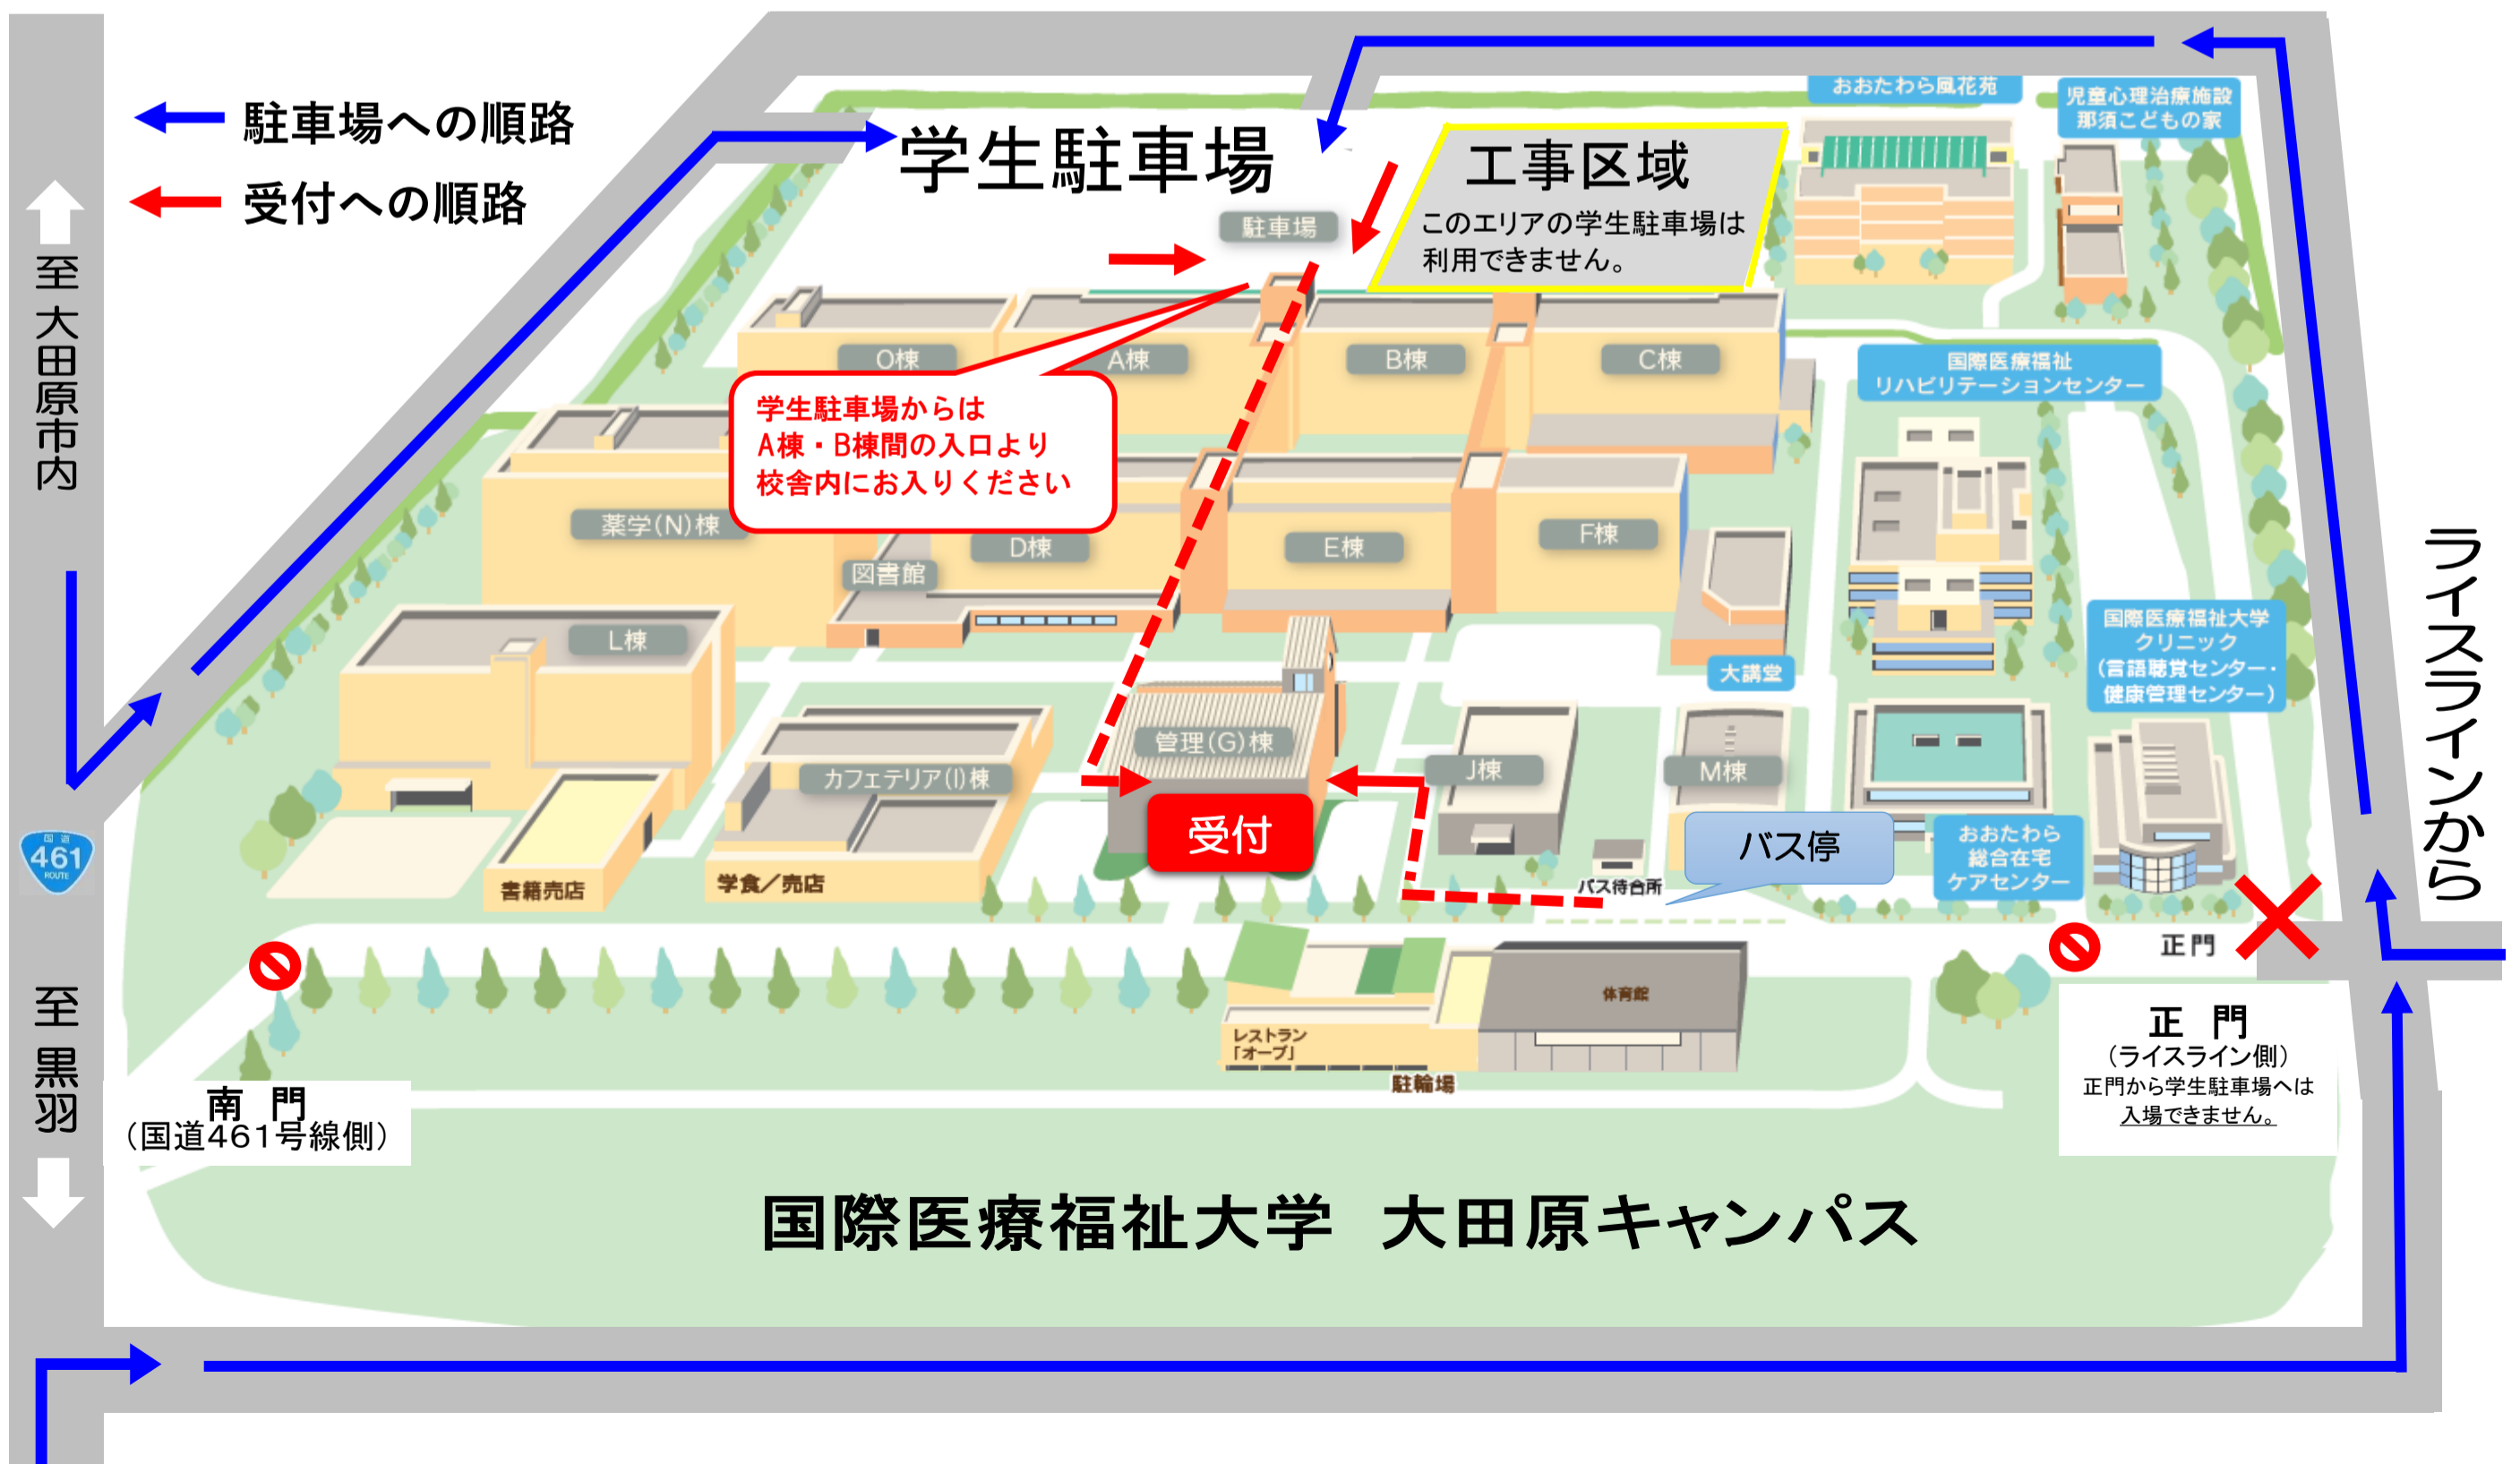 駐車場への順路
受付への順路
至 大田原市内
学生駐車場
駐車場
工事区域
このエリアの学生駐車場は
利用できません。
おおたわら風花苑
児童心理治療施設
那須こどもの家
O棟
A棟
B棟
C棟
学生駐車場からは
A棟・B棟間の入口より
校舎内にお入りください
国際医療福祉
リハビリテーションセンター
薬学(N)棟
図書館
D棟
E棟
F棟
ライスラインから
L棟
大講堂
国際医療福祉大学
クリニック
(言語聴覚センター・
健康管理センター)
管理(G)棟
カフェテリア(I)棟
J棟
M棟
受付
バス停
バス待合所
おおたわら
総合在宅
ケアセンター
国道
461
ROUTE
書籍売店
学食/売店
正門
至 黒羽
体育館
レストラン
「オーブ」
駐輪場
南 門
(国道461号線側)
正 門
(ライスライン側)
正門から学生駐車場へは
入場できません。
国際医療福祉大学 大田原キャンパス